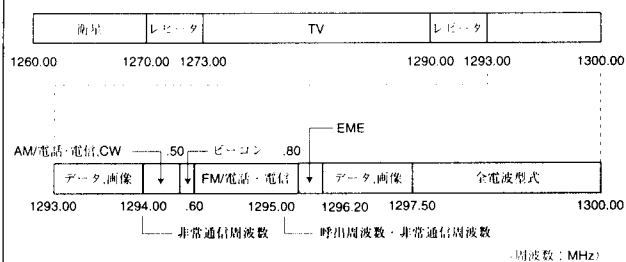 衛星 レピータ TV レピータ
1260.00 1270.00 1273.00 1290.00 1293.00 1300.00
EME
AM/電話・電信,CW .50 ビーコン .80
データ,画像 FM/電話・電信 データ,画像 全電波型式
1293.00 1294.00 .60 1295.00 1296.20 1297.50 1300.00
非常通信周波数 呼出周波数・非常通信周波数
周波数：MHz)